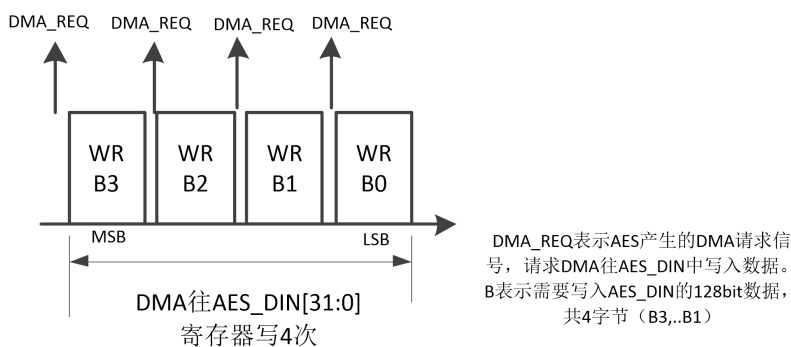 DMA_REQ DMA_REQ DMA_REQ DMA_REQ
WR WR WR WR
B3 B2 B1 B0
MSB LSB
DMA往AES_DIN[31:0]
寄存器写4次
DMA_REQ表示AES产生的DMA请求信
号，请求DMA往AES_DIN中写入数据。
B表示需要写入AES_DIN的128bit数据，
共4字节（B3,..B1）